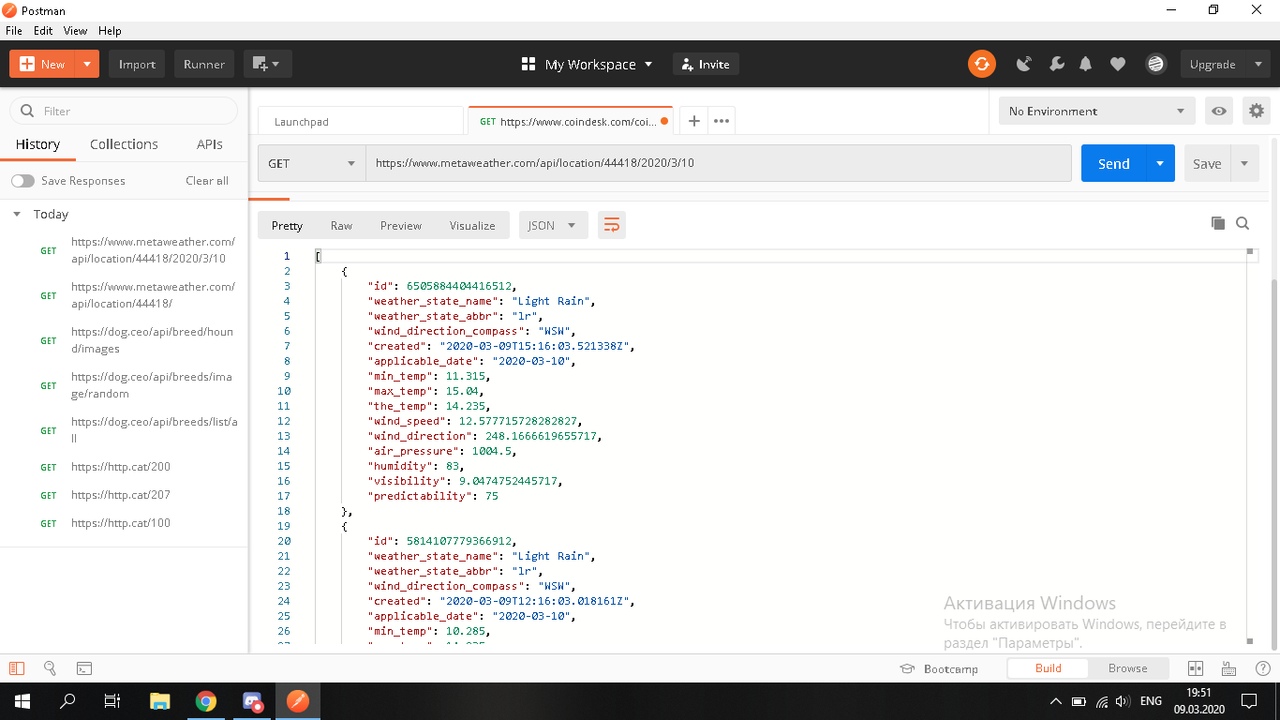 Postman
File Edit View Help
New Import Runner My Workspace Invite Upgrade
Filter
History Collections APIs
Save Responses Clear all
Today
GET https://www.metaweather.com/
api/location/44418/2020/3/10
GET https://www.metaweather.com/
api/location/44418/
GET https://dog.ceo/api/breed/houn
d/images
GET https://dog.ceo/api/breeds/ima
ge/random
GET https://dog.ceo/api/breeds/list/a
ll
GET https://http.cat/200
GET https://http.cat/207
GET https://http.cat/100
Launchpad GET https://www.coindesk.com/coi... No Environment
GET https://www.metaweather.com/api/location/44418/2020/3/10 Send Save
Pretty Raw Preview Visualize JSON
1 [
2 {
3 "id": 6505884404416512,
4 "weather_state_name": "Light Rain",
5 "weather_state_abbr": "lr",
6 "wind_direction_compass": "WSW",
7 "created": "2020-03-09T15:16:03.521338Z",
8 "applicable_date": "2020-03-10",
9 "min_temp": 11.315,
10 "max_temp": 15.04,
11 "the_temp": 14.235,
12 "wind_speed": 12.577715728282827,
13 "wind_direction": 248.1666619655717,
14 "air_pressure": 1004.5,
15 "humidity": 83,
16 "visibility": 9.0474752445717,
17 "predictability": 75
18 },
19 {
20 "id": 5814107779366912,
21 "weather_state_name": "Light Rain",
22 "weather_state_abbr": "lr",
23 "wind_direction_compass": "WSW",
24 "created": "2020-03-09T12:16:03.018161Z",
25 "applicable_date": "2020-03-10",
26 "min_temp": 10.285,
Активация Windows
Чтобы активировать Windows, перейдите в
раздел "Параметры".
Bootcamp Build Browse
ENG 19:51
09.03.2020